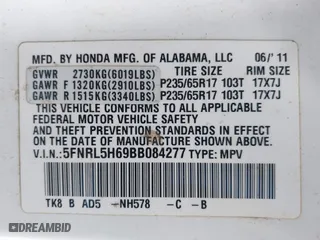 MFD. BY HONDA MFG. OF ALABAMA, LLC 06/'11
GVWR 2730KG(6019LBS) TIRE SIZE RIM SIZE
GAWR F 1320KG(2910LBS) P235/65R17 103T 17X7J
GAWR R 1515KG(3340LBS) P235/65R17 103T 17X7J
THIS VEHICLE CONFORMS TO ALL APPLICABLE
FEDERAL MOTOR VEHICLE SAFETY AND
THEFT PREVENTION STANDARDS IN EFFECT ON
THE DATE OF MANUFACTURE SHOWN ABOVE.
V.I.N.: 5FNRL5H69BB084277 TYPE: MPV
TK8 B AD5 -NH578 -C -B
© DRIVEDOTCARS